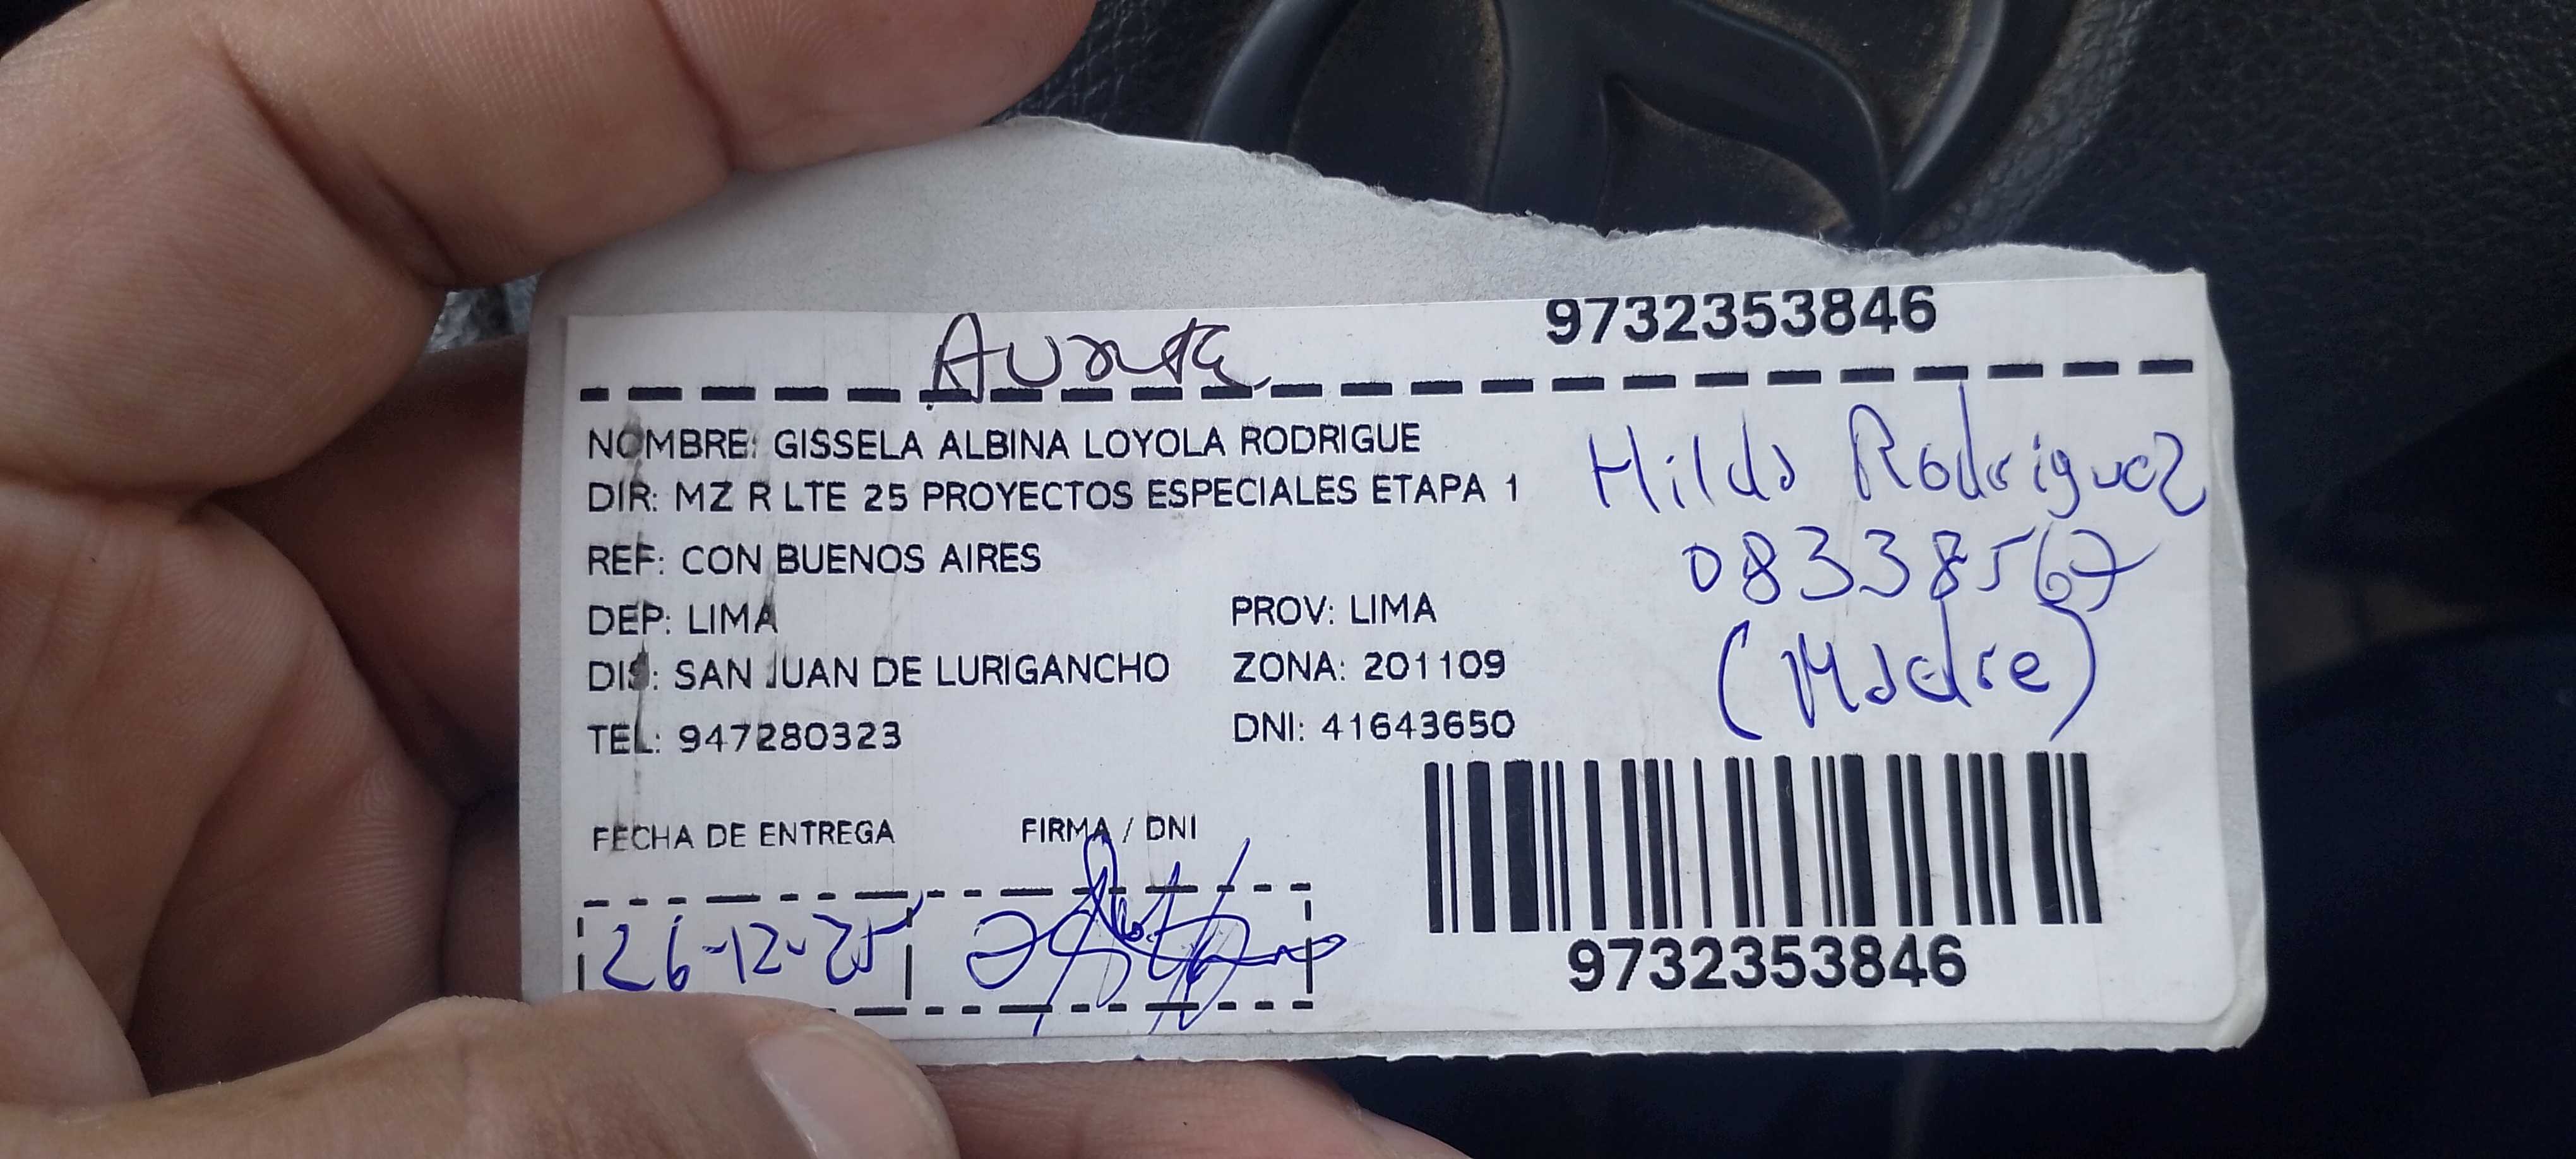 9732353846
NOMBRE: GISSELA ALBINA LOYOLA RODRIGUE
DIR: MZ R LTE 25 PROYECTOS ESPECIALES ETAPA 1
REF: CON BUENOS AIRES
DEP: LIMA PROV: LIMA
DIS: SAN JUAN DE LURIGANCHO ZONA: 201109
TEL: 947280323 DNI: 41643650
Hilda Rodriguez
08338567
(Madre)
FECHA DE ENTREGA FIRMA / DNI
26-12-25
9732353846